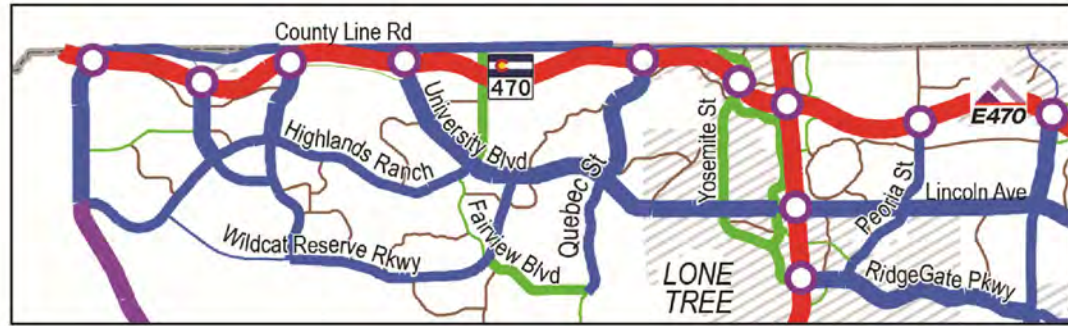 County Line Rd
470
E470
University Blvd
Highlands Ranch
Yosemite St
Quebec St
Peoria St
Lincoln Ave
Fairview Blvd
Wildcat Reserve Rkwy
LONE
TREE
RidgeGate Pkwy